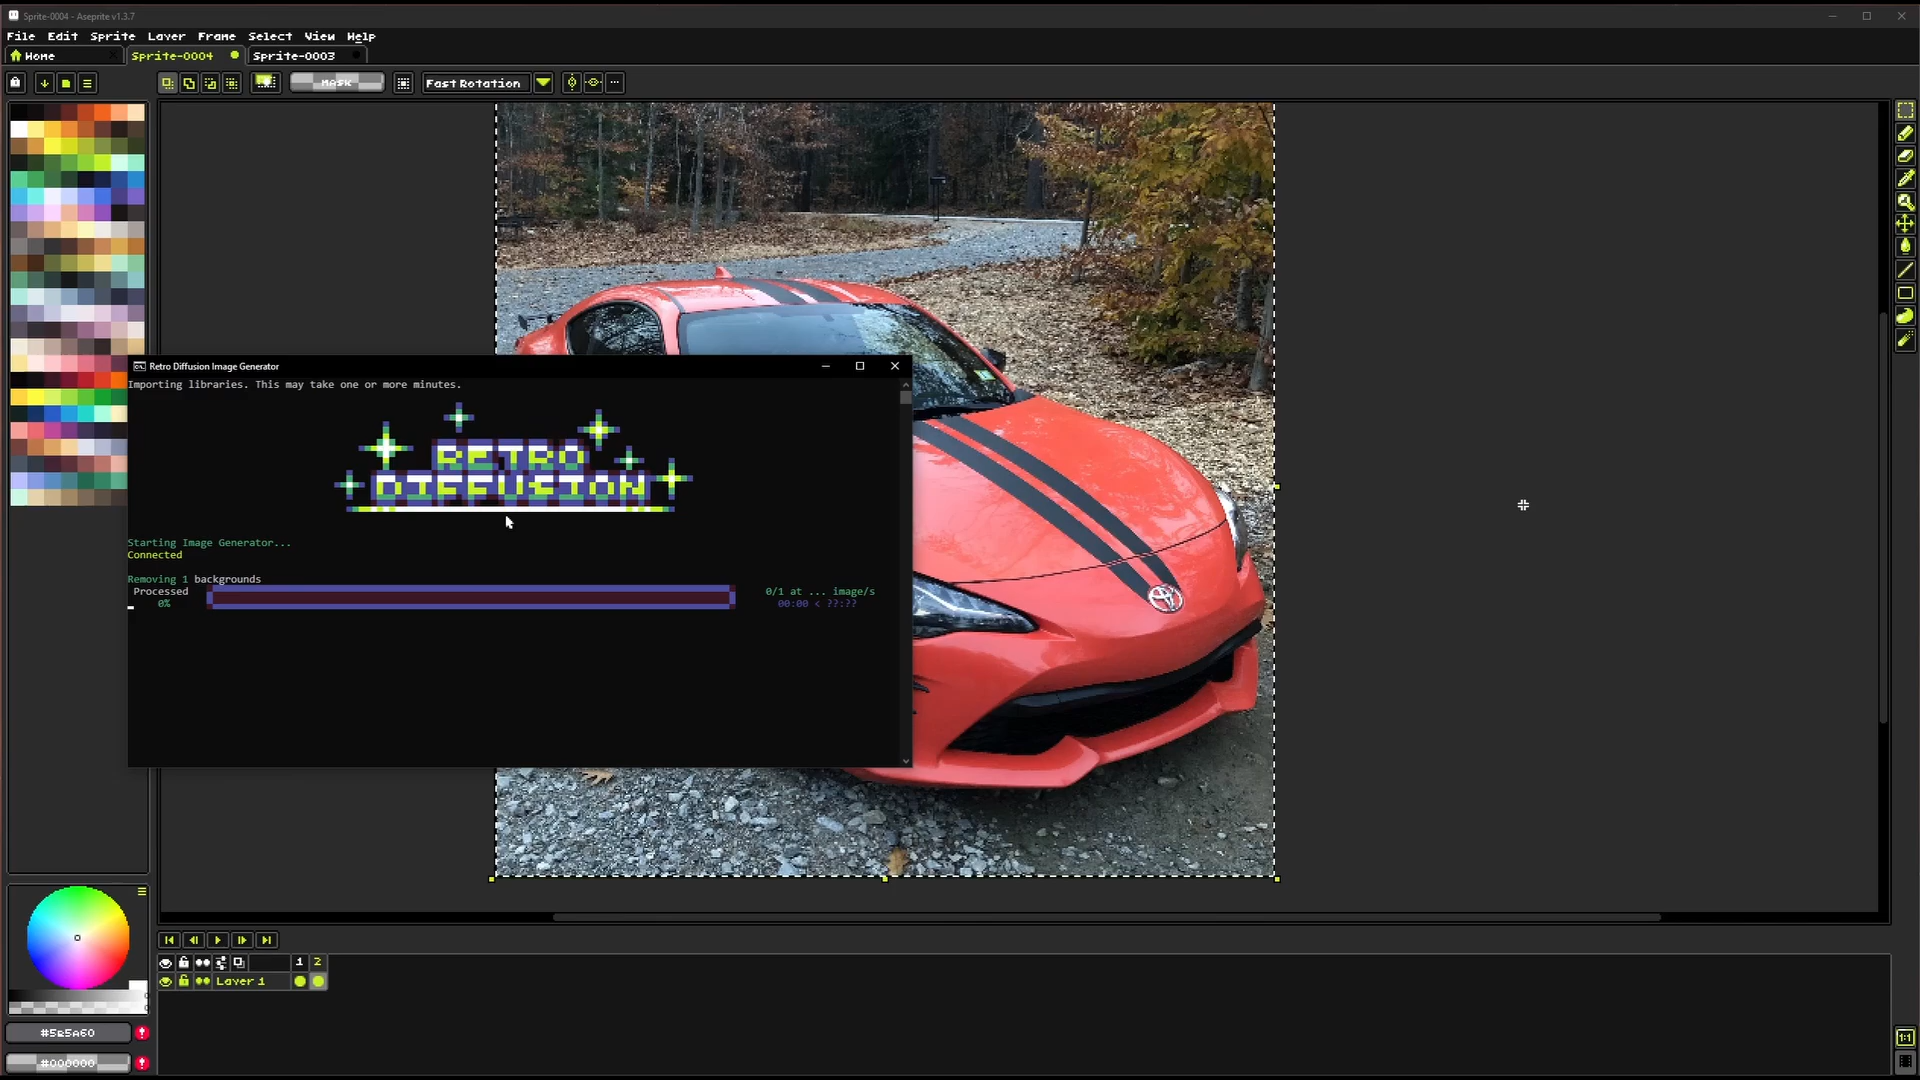 Sprite-0004 - Aseprite v1.3.7
File Edit Sprite Layer Frame Select View Help
Home Sprite-0004 Sprite-0003
MASK Fast Rotation
Retro Diffusion Image Generator
Importing libraries. This may take one or more minutes.
RETRO
DIFFUSION
Starting Image Generator...
Connected
Removing 1 backgrounds
Processed 0/1 at ... image/s
0% 00:00 < ??:??
1 2
Layer 1
#5B5A60
#000000
1:1